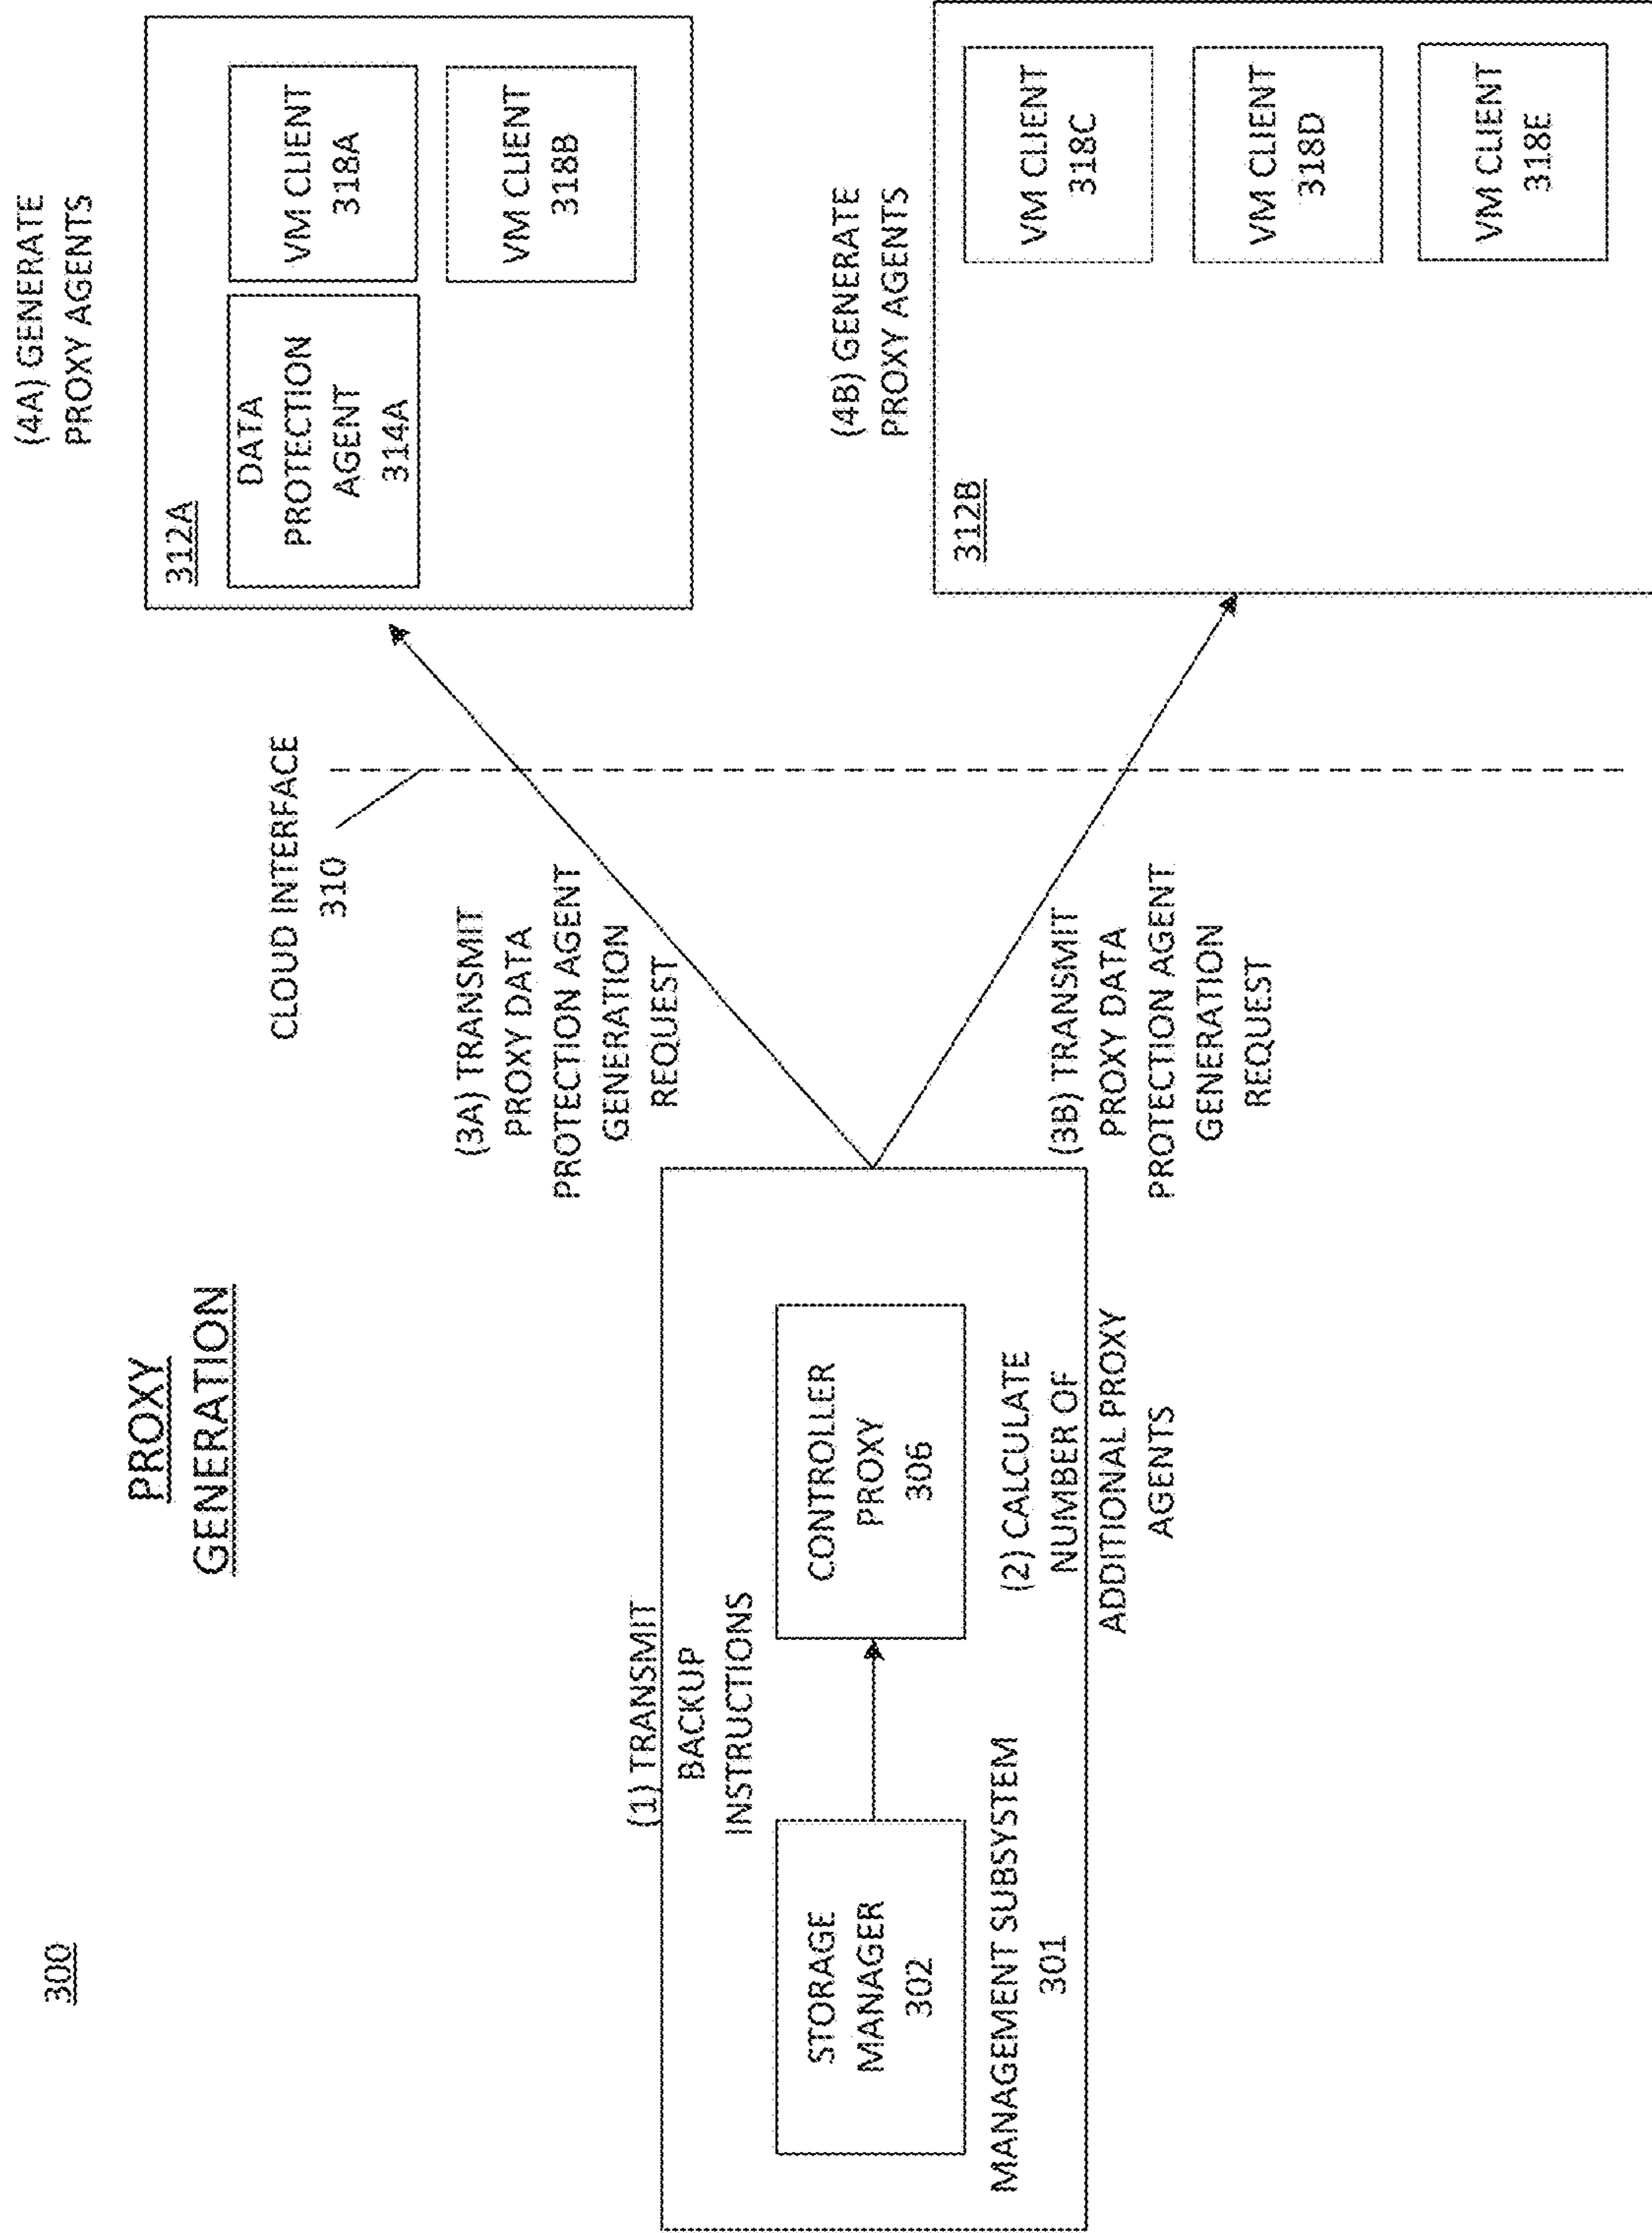 300
PROXY
GENERATION
(1) TRANSMIT
BACKUP
INSTRUCTIONS
STORAGE
MANAGER
302
CONTROLLER
PROXY
306
MANAGEMENT SUBSYSTEM
301
(2) CALCULATE
NUMBER OF
ADDITIONAL PROXY
AGENTS
CLOUD INTERFACE
310
(3A) TRANSMIT
PROXY DATA
PROTECTION AGENT
GENERATION
REQUEST
(3B) TRANSMIT
PROXY DATA
PROTECTION AGENT
GENERATION
REQUEST
(4A) GENERATE
PROXY AGENTS
312A
DATA
PROTECTION
AGENT
314A
VM CLIENT
318A
VM CLIENT
318B
(4B) GENERATE
PROXY AGENTS
312B
VM CLIENT
318C
VM CLIENT
318D
VM CLIENT
318E